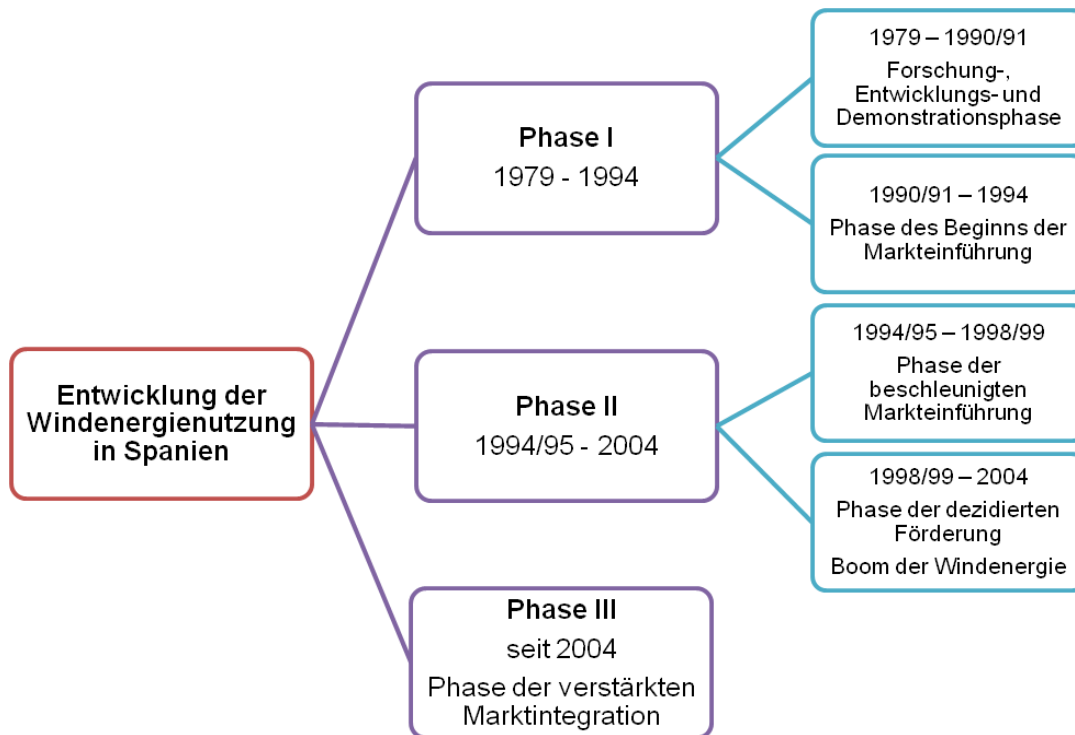 Entwicklung der
Windenergienutzung
in Spanien
Phase I
1979 - 1994
1979 – 1990/91
Forschung-,
Entwicklungs- und
Demonstrationsphase
1990/91 – 1994
Phase des Beginns der
Markteinführung
Phase II
1994/95 - 2004
1994/95 – 1998/99
Phase der
beschleunigten
Markteinführung
1998/99 – 2004
Phase der dezidierten
Förderung
Boom der Windenergie
Phase III
seit 2004
Phase der verstärkten
Marktintegration